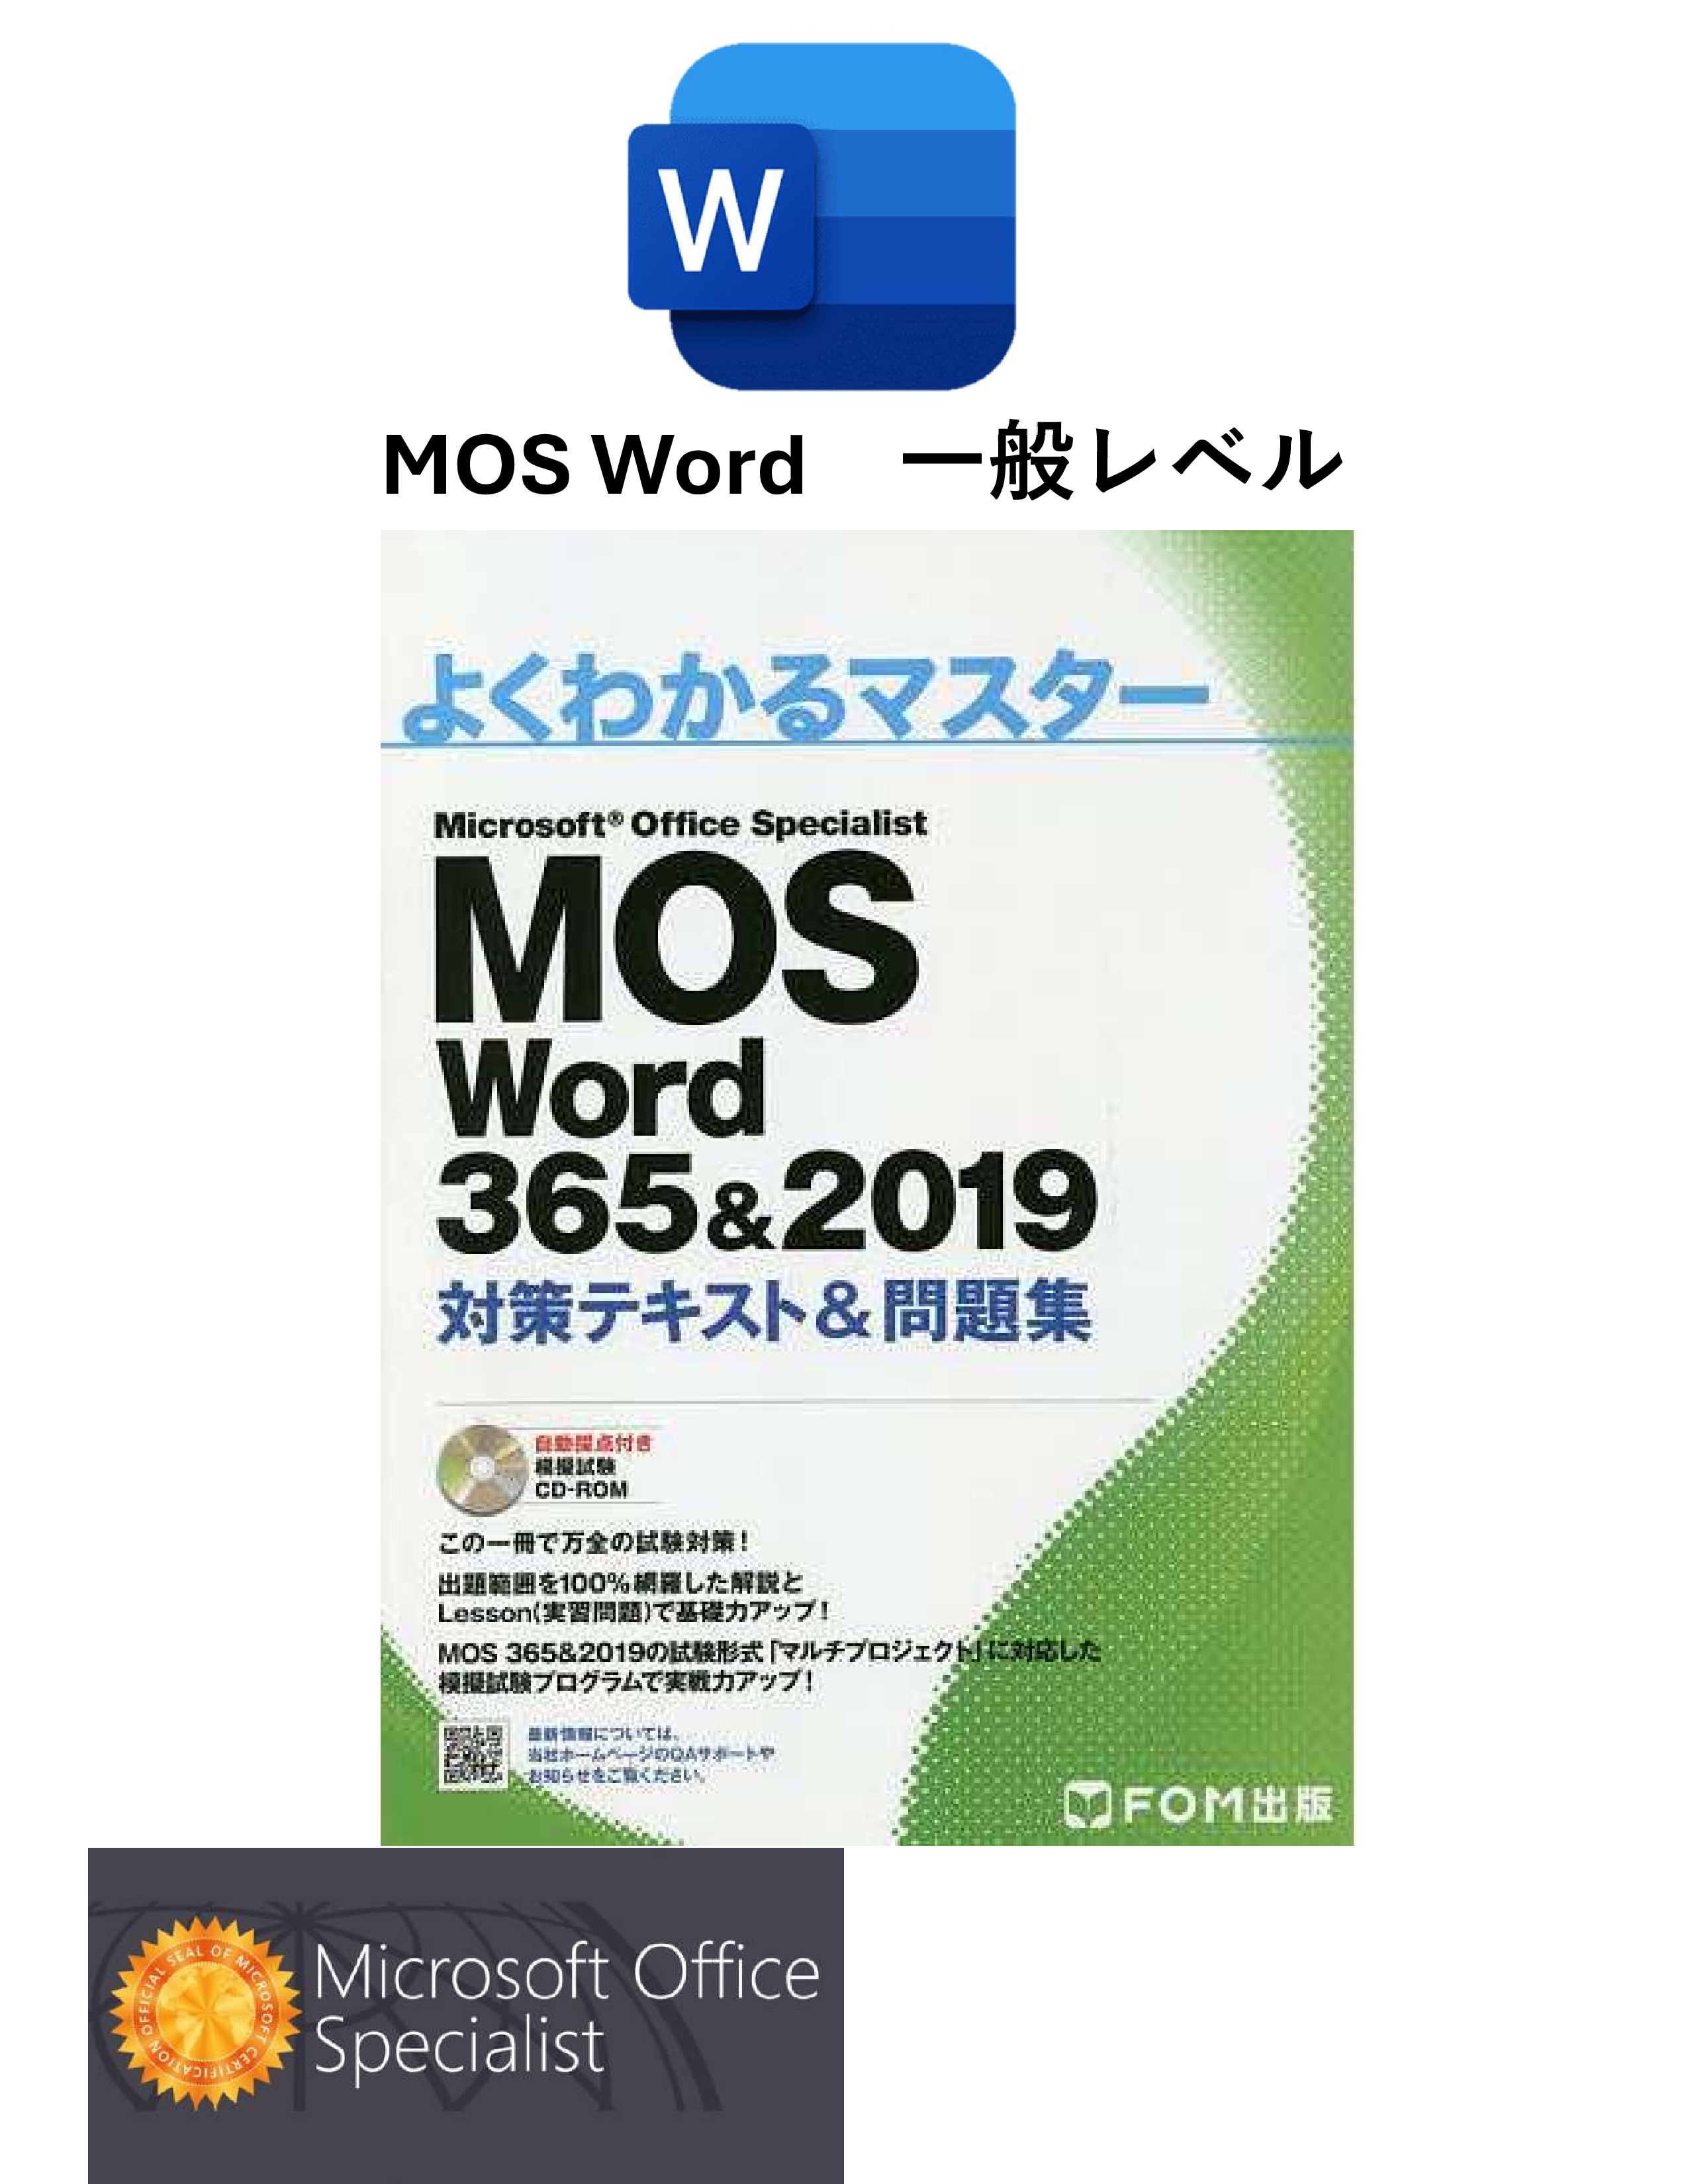 W
MOS Word　一般レベル
よくわかるマスター
Microsoft® Office Specialist
MOS
Word
365&2019
対策テキスト&問題集
自動採点付き
模擬試験
CD-ROM
この一冊で万全の試験対策！
出題範囲を100%網羅した解説と
Lesson(実習問題)で基礎力アップ！
MOS 365&2019の試験形式「マルチプロジェクト」に対応した
模擬試験プログラムで実戦力アップ！
最新情報については、
当社ホームページのQAサポートや
お知らせをご覧ください。
FOM出版
OFFICIAL SEAL OF MICROSOFT CERTIFICATION
Microsoft Office
Specialist